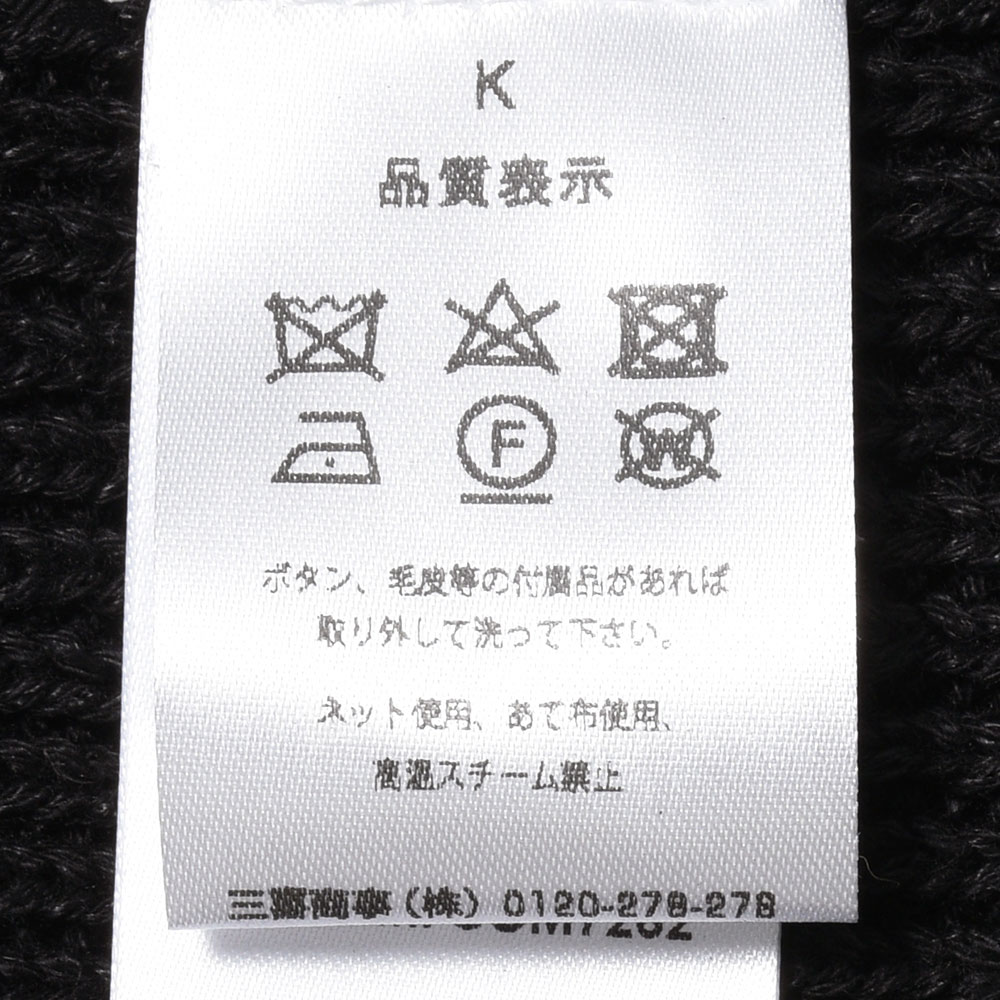 K
品質表示
F
W
ボタン、毛皮等の付属品があれば
取り外して洗って下さい。
ネット使用、あて布使用、
高温スチーム禁止
三喜商事(株) 0120-278-278